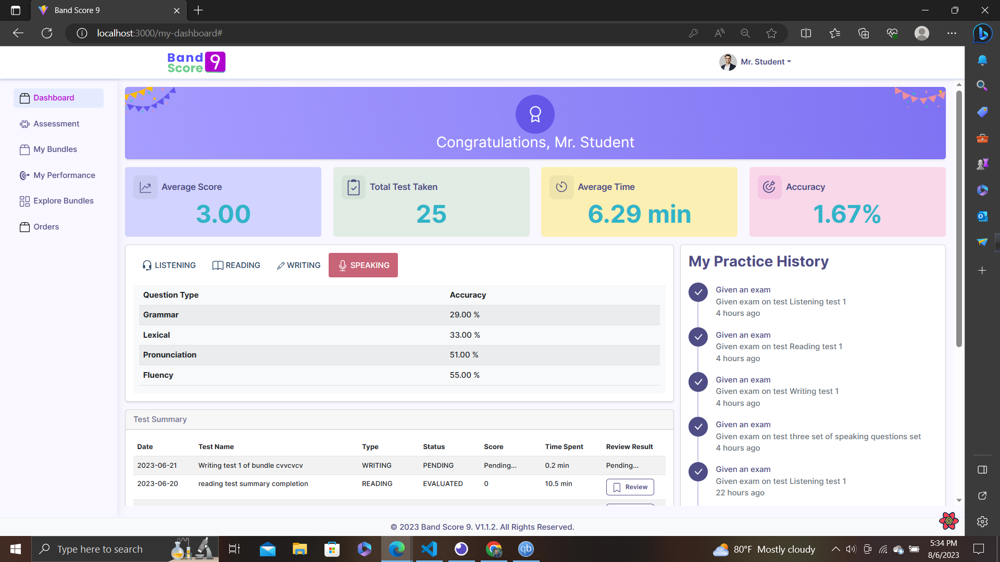 Band Score 9
localhost:3000/my-dashboard#
Band
Score 9
Mr. Student
Dashboard
Assessment
My Bundles
My Performance
Explore Bundles
Orders
Congratulations, Mr. Student
Average Score
3.00
Total Test Taken
25
Average Time
6.29 min
Accuracy
1.67%
LISTENING READING WRITING SPEAKING
Question Type Accuracy
Grammar 29.00 %
Lexical 33.00 %
Pronunciation 51.00 %
Fluency 55.00 %
Test Summary
Date Test Name Type Status Score Time Spent Review Result
2023-06-21 Writing test 1 of bundle cvvcvcv WRITING PENDING Pending... 0.2 min Pending...
2023-06-20 reading test summary completion READING EVALUATED 0 10.5 min Review
My Practice History
Given an exam
Given exam on test Listening test 1
4 hours ago
Given an exam
Given exam on test Reading test 1
4 hours ago
Given an exam
Given exam on test Writing test 1
4 hours ago
Given an exam
Given exam on test three set of speaking questions set
4 hours ago
Given an exam
Given exam on test Listening test 1
22 hours ago
© 2023 Band Score 9. V1.1.2. All Rights Reserved.
Type here to search
qb
80°F Mostly cloudy
5:34 PM
8/6/2023